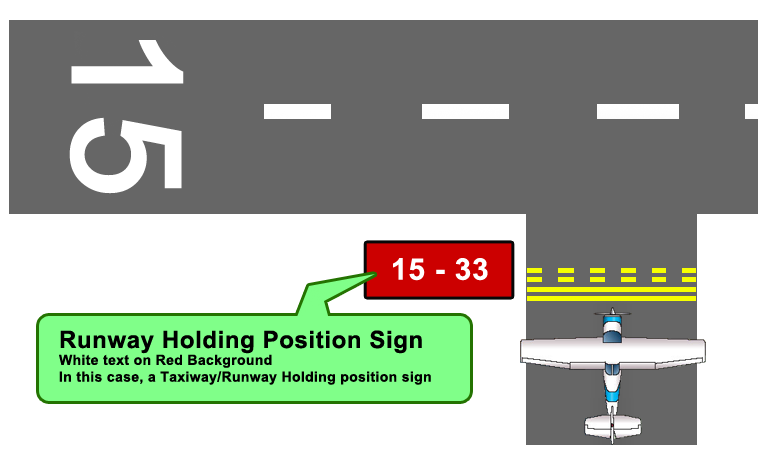 15
15 - 33
Runway Holding Position Sign
White text on Red Background
In this case, a Taxiway/Runway Holding position sign